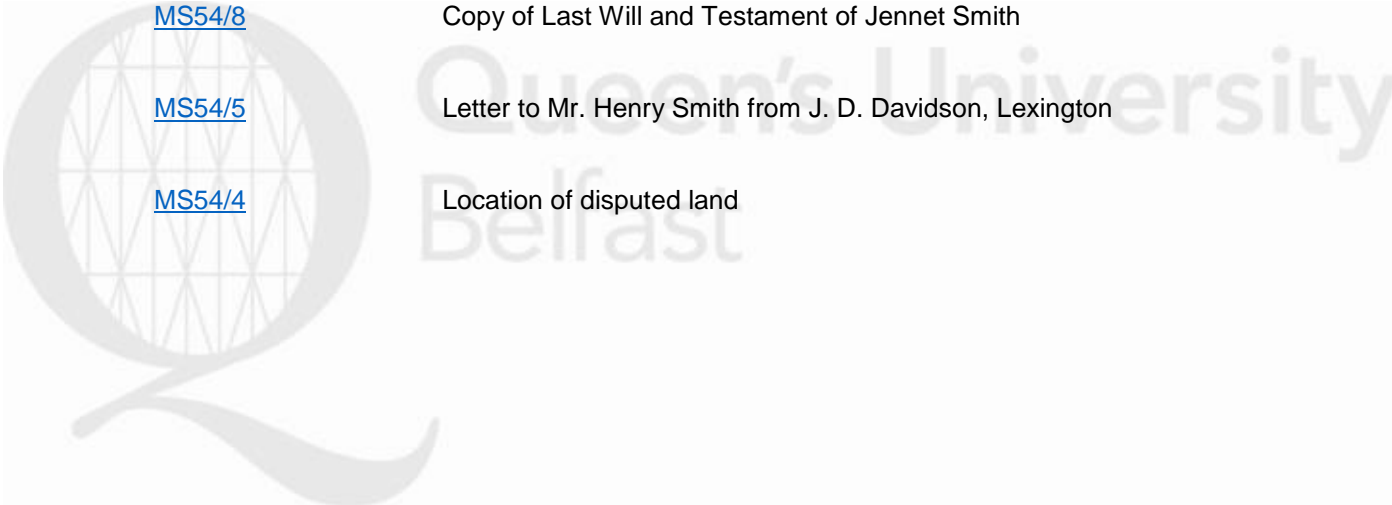 MS54/8 Copy of Last Will and Testament of Jennet Smith
Queen's University
MS54/5 Letter to Mr. Henry Smith from J. D. Davidson, Lexington
MS54/4 Location of disputed land
Belfast